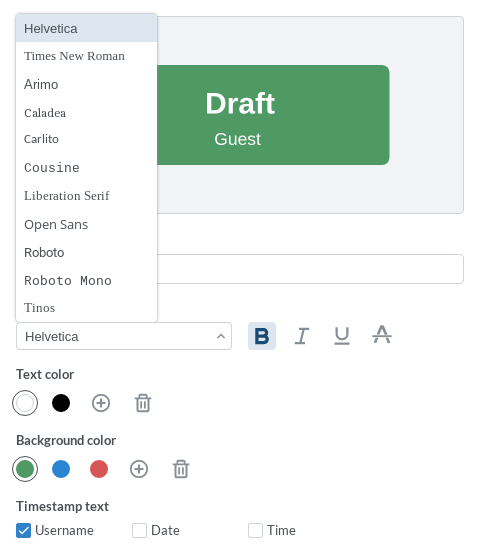 Helvetica
Times New Roman
Arimo
Caladea
Carlito
Cousine
Liberation Serif
Open Sans
Roboto
Roboto Mono
Tinos
Draft
Guest
Helvetica
B I U A
Text color
Background color
Timestamp text
Username Date Time